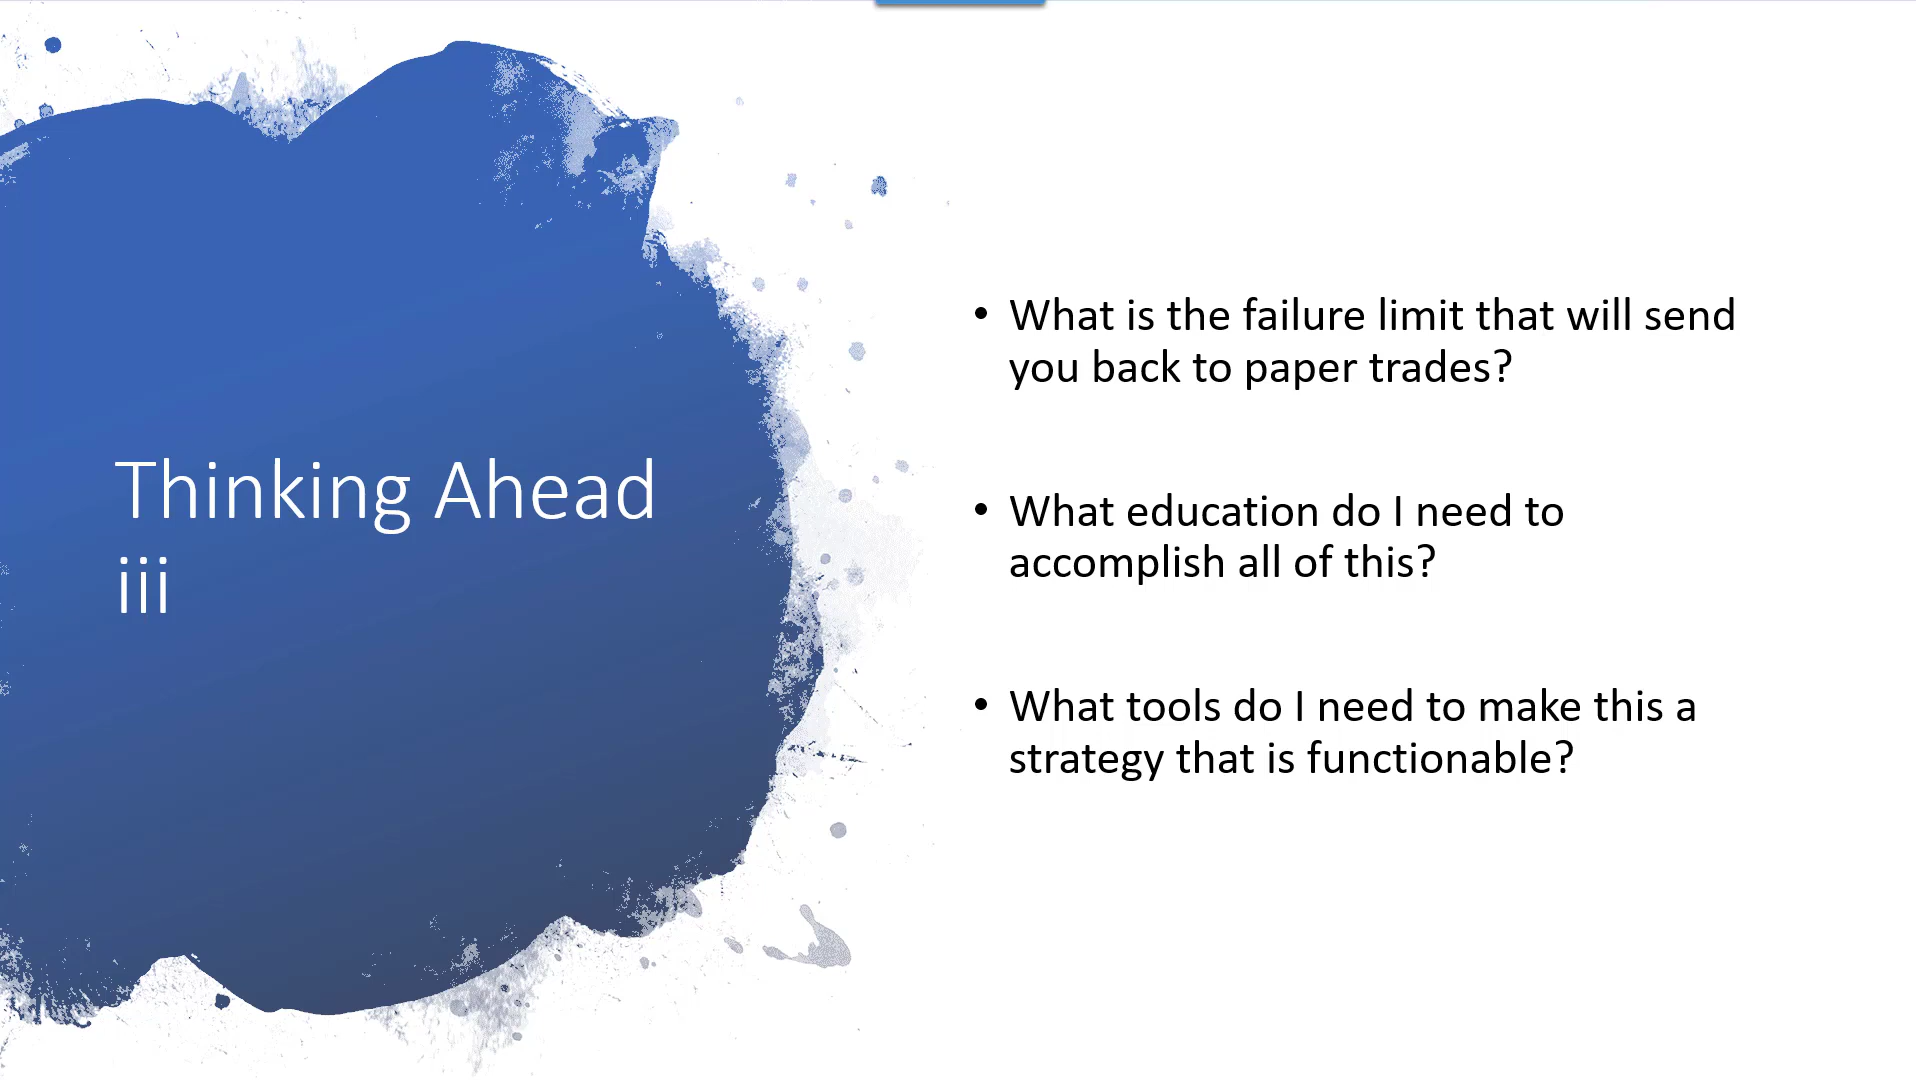 Thinking Ahead
iii
• What is the failure limit that will send
you back to paper trades?
• What education do I need to
accomplish all of this?
• What tools do I need to make this a
strategy that is functionable?